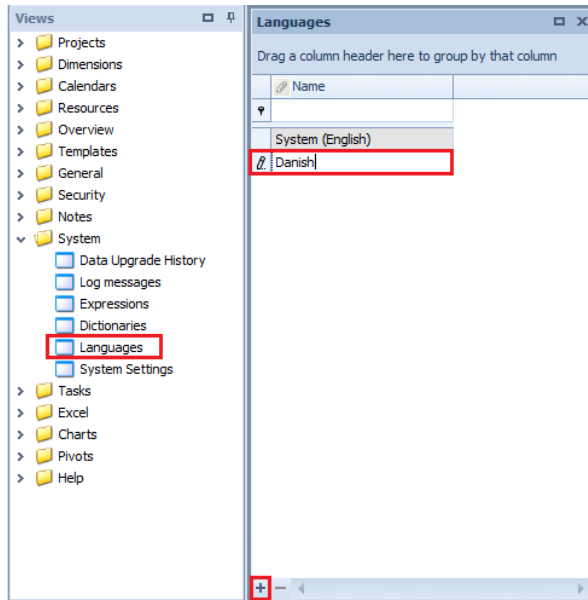 Views
Projects
Dimensions
Calendars
Resources
Overview
Templates
General
Security
Notes
System
Data Upgrade History
Log messages
Expressions
Dictionaries
Languages
System Settings
Tasks
Excel
Charts
Pivots
Help
Languages
Drag a column header here to group by that column
Name
System (English)
Danish